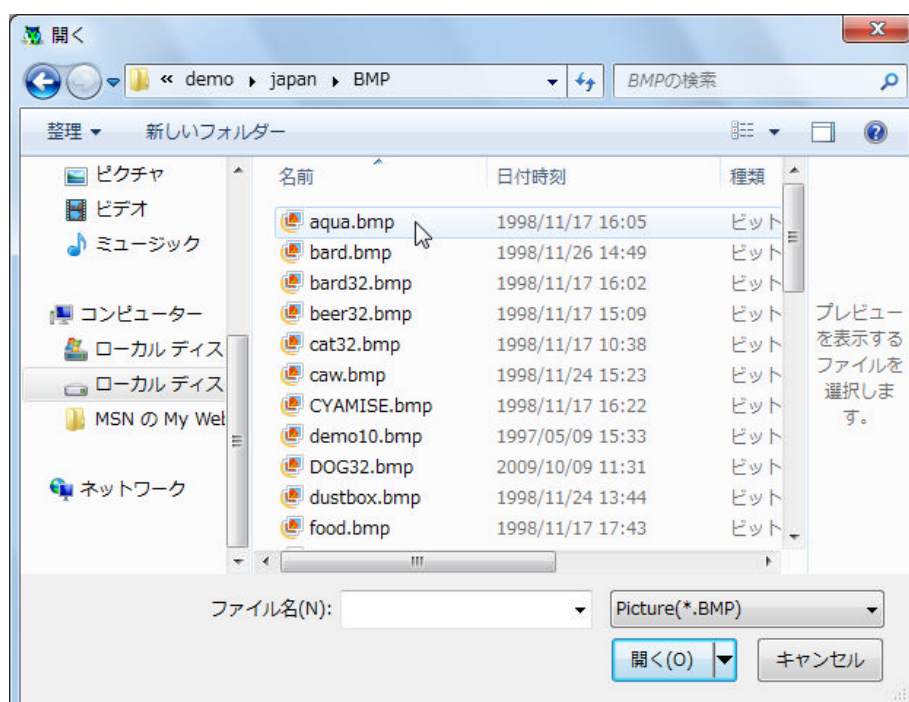 開く
« demo ▸ japan ▸ BMP
BMPの検索
整理 ▼ 新しいフォルダー
ピクチャ
ビデオ
ミュージック
コンピューター
ローカル ディス
ローカル ディス
MSN の My Web
ネットワーク
名前 日付時刻 種類
aqua.bmp 1998/11/17 16:05 ビット
bard.bmp 1998/11/26 14:49 ビット
bard32.bmp 1998/11/17 16:02 ビット
beer32.bmp 1998/11/17 15:09 ビット
cat32.bmp 1998/11/17 10:38 ビット
caw.bmp 1998/11/24 15:23 ビット
CYAMISE.bmp 1998/11/17 16:22 ビット
demo10.bmp 1997/05/09 15:33 ビット
DOG32.bmp 2009/10/09 11:31 ビット
dustbox.bmp 1998/11/24 13:44 ビット
food.bmp 1998/11/17 17:43 ビット
プレビュー
を表示する
ファイルを
選択しま
す。
ファイル名(N):
Picture(*.BMP)
開く(O)
キャンセル